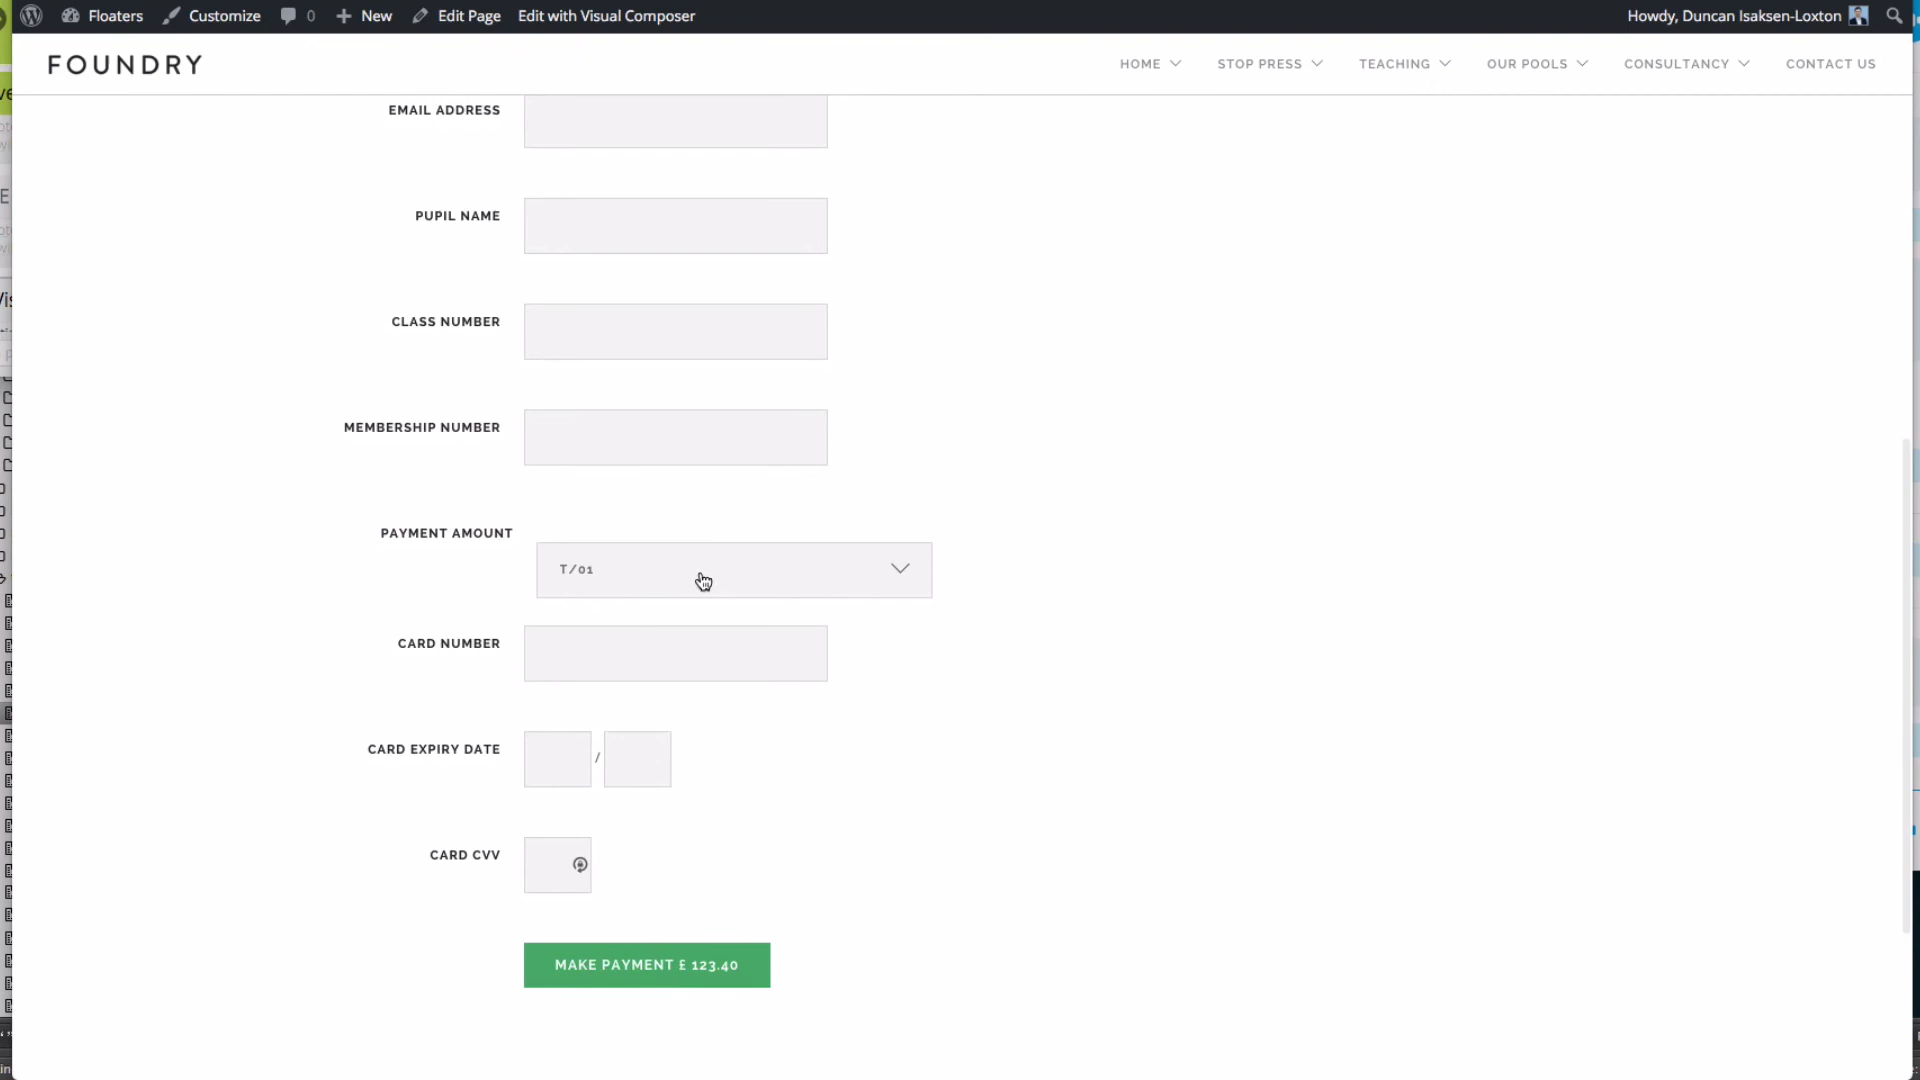 Floaters Customize 0 New Edit Page Edit with Visual Composer Howdy, Duncan Isaksen-Loxton
FOUNDRY HOME STOP PRESS TEACHING OUR POOLS CONSULTANCY CONTACT US
EMAIL ADDRESS
PUPIL NAME
CLASS NUMBER
MEMBERSHIP NUMBER
PAYMENT AMOUNT
T/01
CARD NUMBER
CARD EXPIRY DATE /
CARD CVV
MAKE PAYMENT £ 123.40